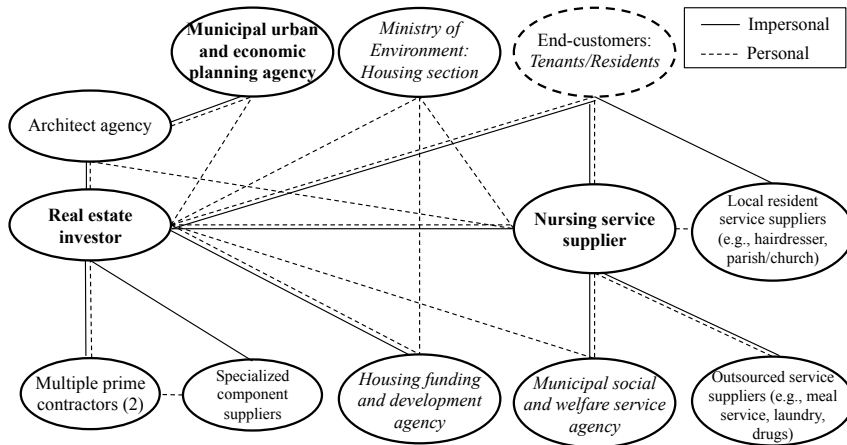 Municipal urban
and economic
planning agency
Ministry of
Environment:
Housing section
End-customers:
Tenants/Residents
Impersonal
Personal
Architect agency
Real estate
investor
Nursing service
supplier
Local resident
service suppliers
(e.g., hairdresser,
parish/church)
Multiple prime
contractors (2)
Specialized
component
suppliers
Housing funding
and development
agency
Municipal social
and welfare service
agency
Outsourced service
suppliers (e.g., meal
service, laundry,
drugs)